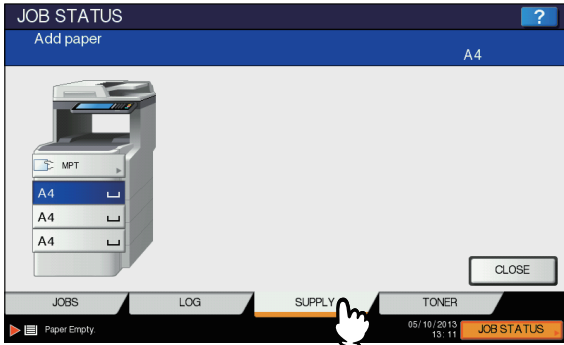 JOB STATUS
?
Add paper
A4
MPT
A4
A4
A4
CLOSE
JOBS
LOG
SUPPLY
TONER
Paper Empty.
05/10/2013
13:11
JOB STATUS